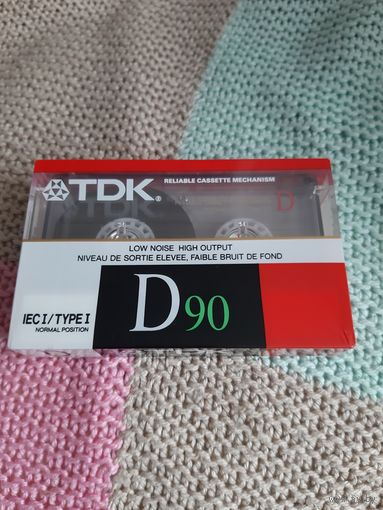 TDK®
RELIABLE CASSETTE MECHANISM
D
LOW NOISE HIGH OUTPUT
NIVEAU DE SORTIE ELEVEE, FAIBLE BRUIT DE FOND
IECI/TYPE I
NORMAL POSITION
D90